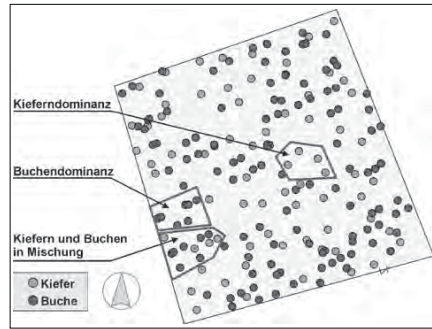 Kieferndominanz
Buchendominanz
Kiefern und Buchen
in Mischung
Kiefer
Buche